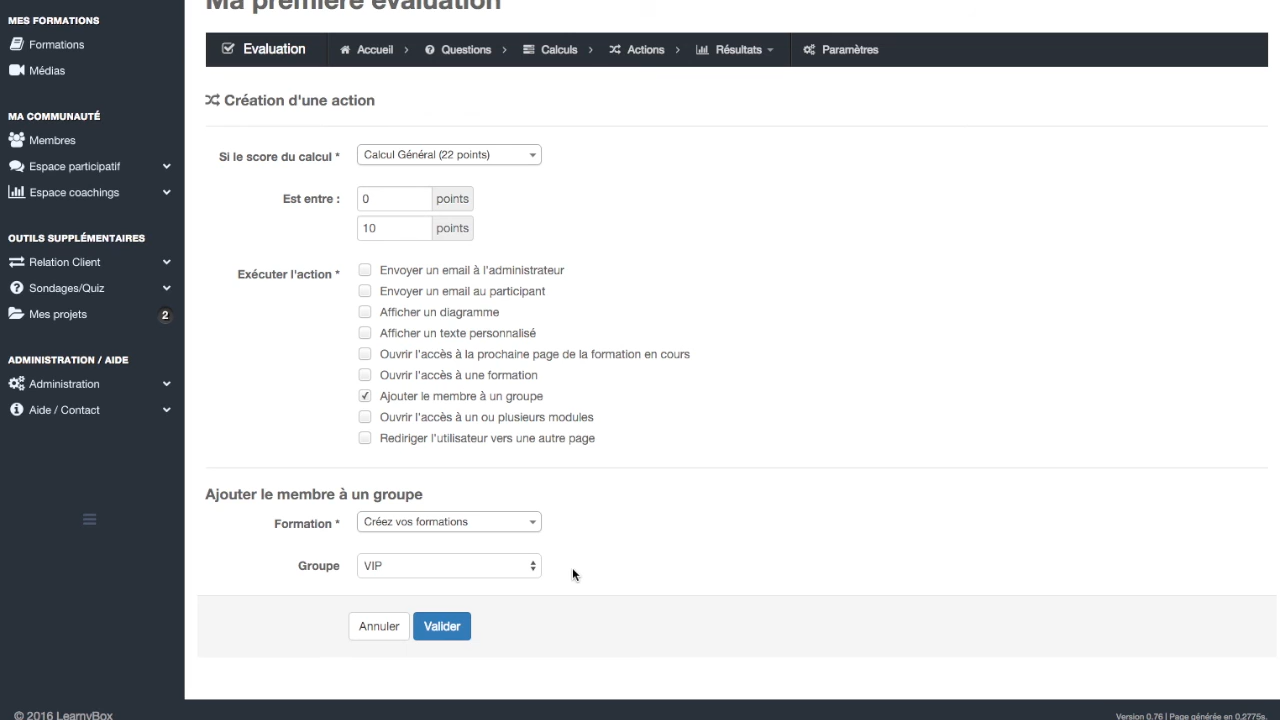 MES FORMATIONS
Formations
Médias
MA COMMUNAUTÉ
Membres
Espace participatif
Espace coachings
OUTILS SUPPLÉMENTAIRES
Relation Client
Sondages/Quiz
Mes projets 2
ADMINISTRATION / AIDE
Administration
Aide / Contact
© 2016 LearnyBox
Ma première évaluation
Evaluation Accueil Questions Calculs Actions Résultats Paramètres
Création d'une action
Si le score du calcul * Calcul Général (22 points)
Est entre : 0 points
10 points
Exécuter l'action * Envoyer un email à l'administrateur
Envoyer un email au participant
Afficher un diagramme
Afficher un texte personnalisé
Ouvrir l'accès à la prochaine page de la formation en cours
Ouvrir l'accès à une formation
Ajouter le membre à un groupe
Ouvrir l'accès à un ou plusieurs modules
Rediriger l'utilisateur vers une autre page
Ajouter le membre à un groupe
Formation * Créez vos formations
Groupe VIP
Annuler Valider
Version 0.76 | Page générée en 0.2775s.